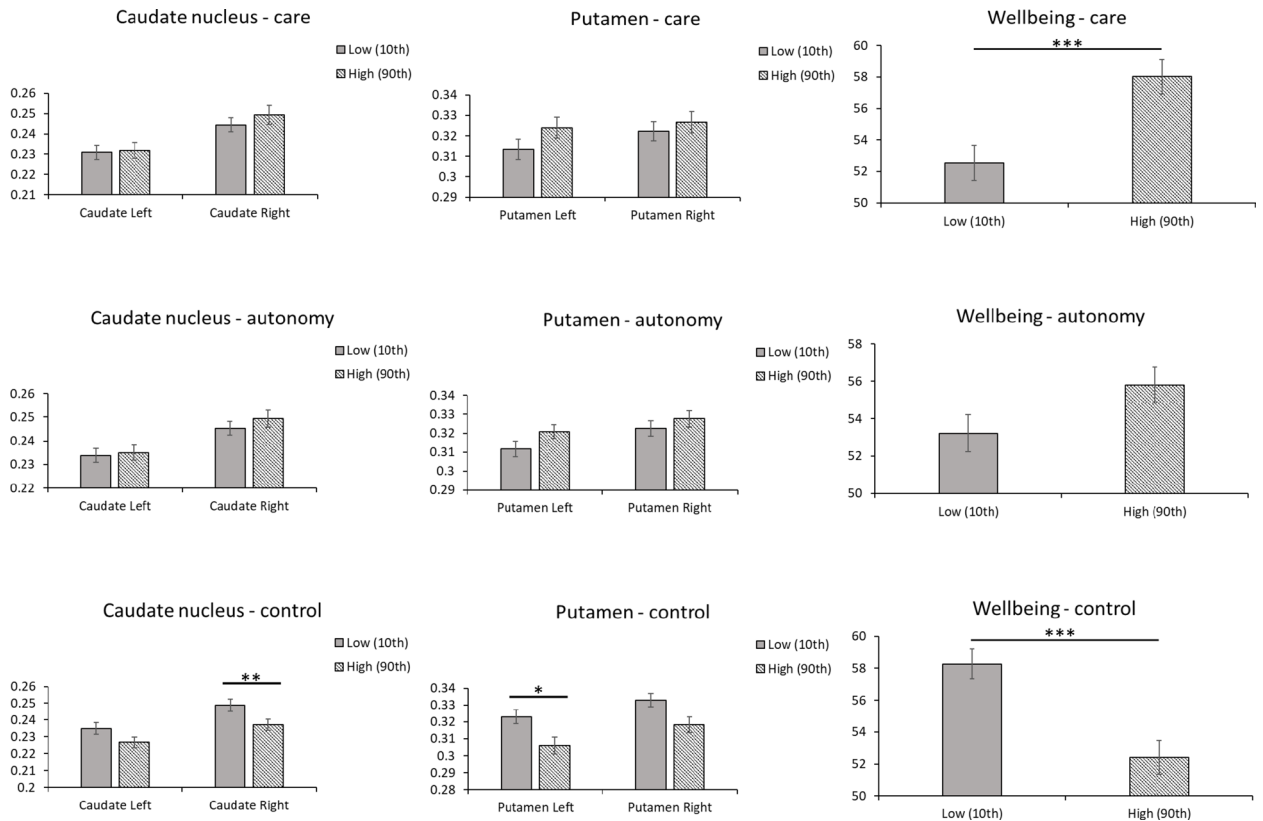 Caudate nucleus - care
Low (10th)
High (90th)
0.26
0.25
0.24
0.23
0.22
0.21
Caudate Left
Caudate Right
Putamen - care
Low (10th)
High (90th)
0.34
0.33
0.32
0.31
0.3
0.29
Putamen Left
Putamen Right
Wellbeing - care
60
58
56
54
52
50
***
Low (10th)
High (90th)
Caudate nucleus - autonomy
Low (10th)
High (90th)
0.26
0.25
0.24
0.23
0.22
Caudate Left
Caudate Right
Putamen - autonomy
Low (10th)
High (90th)
0.34
0.33
0.32
0.31
0.3
0.29
Putamen Left
Putamen Right
Wellbeing - autonomy
58
56
54
52
50
Low (10th)
High (90th)
Caudate nucleus - control
Low (10th)
High (90th)
0.26
0.25
0.24
0.23
0.22
0.21
0.2
**
Caudate Left
Caudate Right
Putamen - control
Low (10th)
High (90th)
0.34
0.33
0.32
0.31
0.3
0.29
0.28
*
Putamen Left
Putamen Right
Wellbeing - control
60
58
56
54
52
50
***
Low (10th)
High (90th)